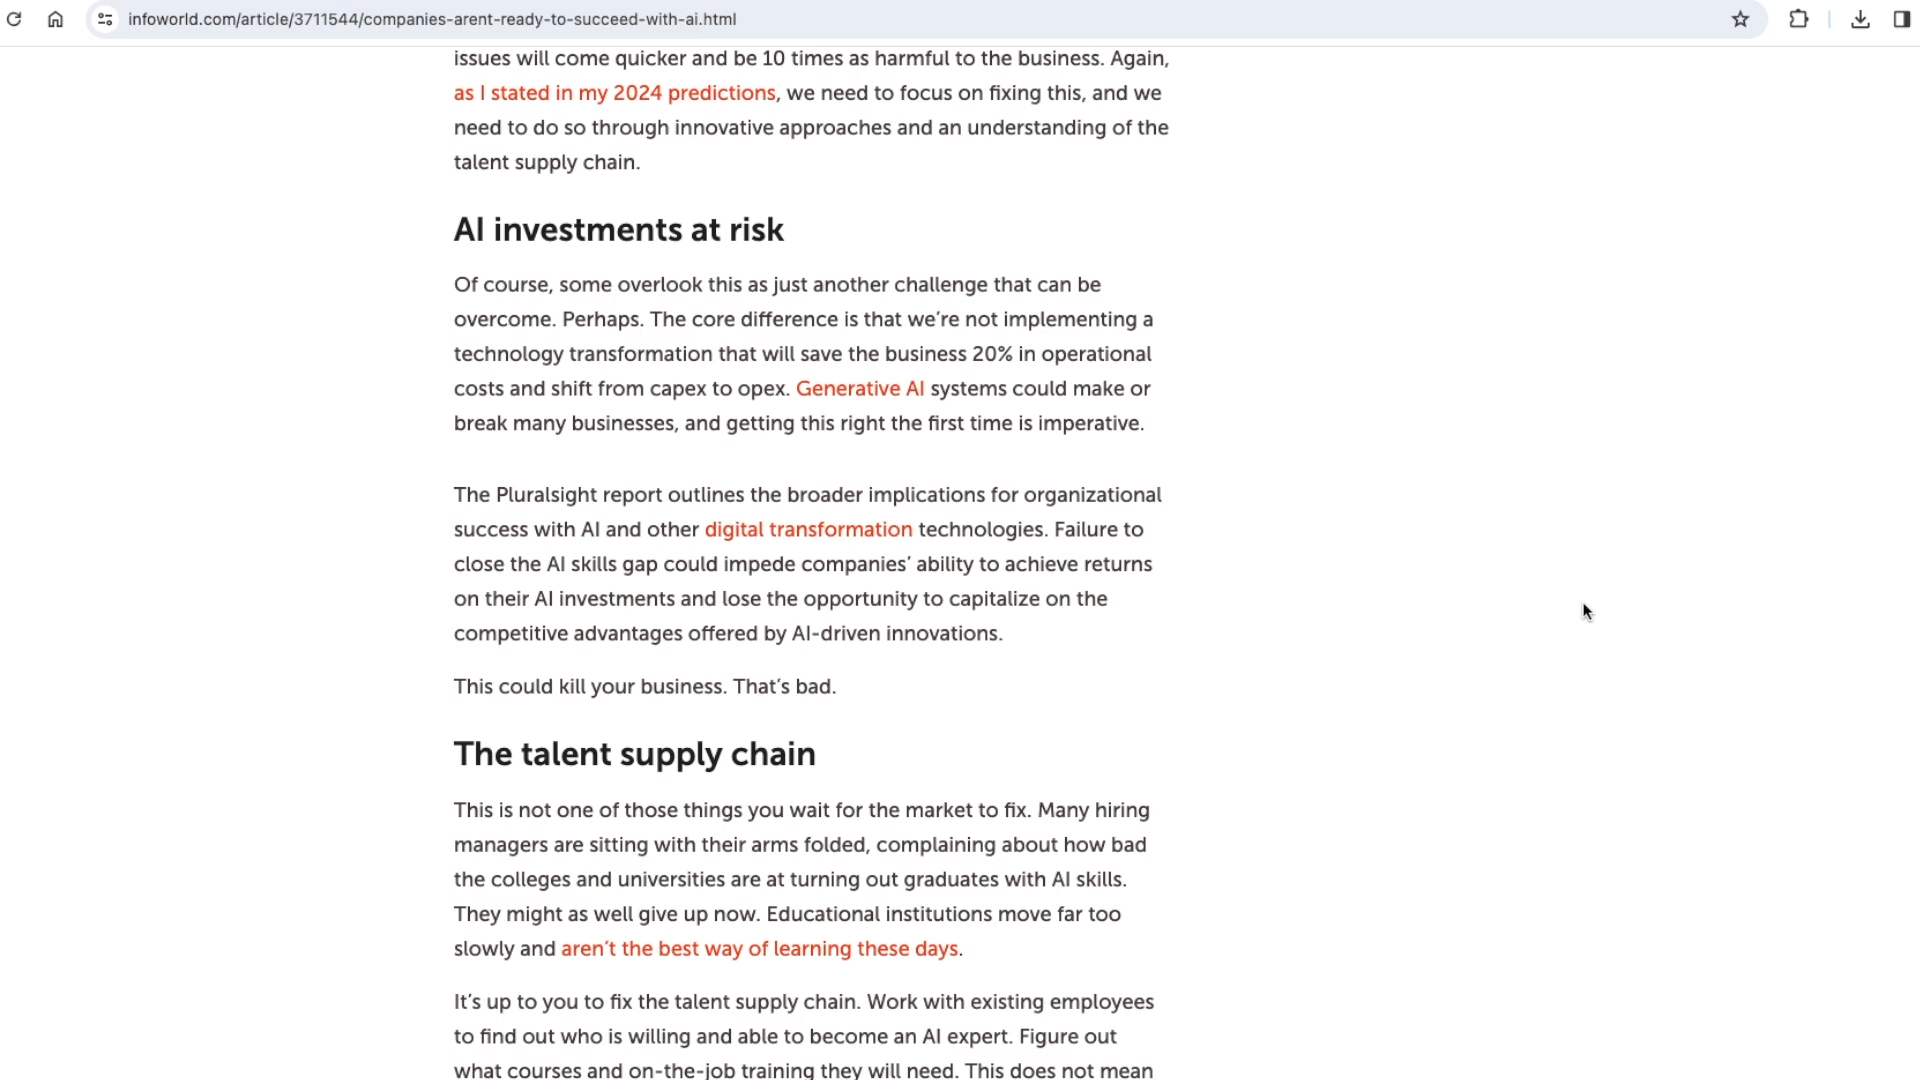 infoworld.com/article/3711544/companies-arent-ready-to-succeed-with-ai.html
issues will come quicker and be 10 times as harmful to the business. Again,
as I stated in my 2024 predictions, we need to focus on fixing this, and we
need to do so through innovative approaches and an understanding of the
talent supply chain.
AI investments at risk
Of course, some overlook this as just another challenge that can be
overcome. Perhaps. The core difference is that we’re not implementing a
technology transformation that will save the business 20% in operational
costs and shift from capex to opex. Generative AI systems could make or
break many businesses, and getting this right the first time is imperative.
The Pluralsight report outlines the broader implications for organizational
success with AI and other digital transformation technologies. Failure to
close the AI skills gap could impede companies’ ability to achieve returns
on their AI investments and lose the opportunity to capitalize on the
competitive advantages offered by AI-driven innovations.
This could kill your business. That’s bad.
The talent supply chain
This is not one of those things you wait for the market to fix. Many hiring
managers are sitting with their arms folded, complaining about how bad
the colleges and universities are at turning out graduates with AI skills.
They might as well give up now. Educational institutions move far too
slowly and aren’t the best way of learning these days.
It’s up to you to fix the talent supply chain. Work with existing employees
to find out who is willing and able to become an AI expert. Figure out
what courses and on-the-job training they will need. This does not mean